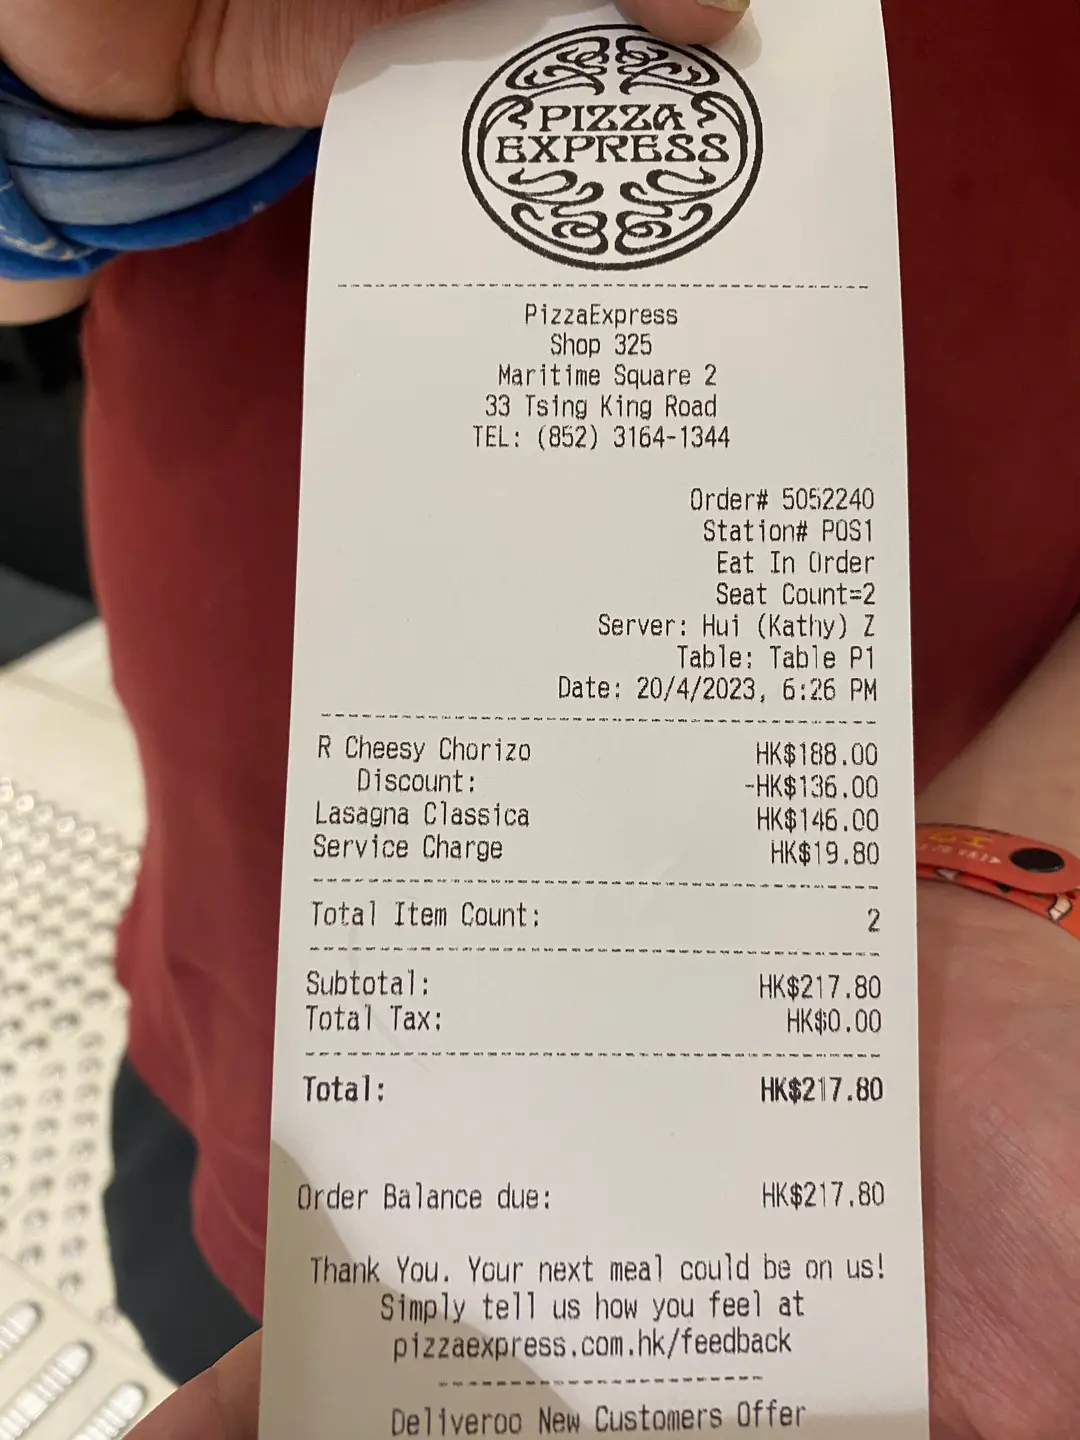 PIZZA
EXPRESS
PizzaExpress
Shop 325
Maritime Square 2
33 Tsing King Road
TEL: (852) 3164-1344
Order# 5052240
Station# POS1
Eat In Order
Seat Count=2
Server: Hui (Kathy) Z
Table: Table P1
Date: 20/4/2023, 6:26 PM
R Cheesy Chorizo HK$188.00
Discount: -HK$136.00
Lasagna Classica HK$146.00
Service Charge HK$19.80
Total Item Count: 2
Subtotal: HK$217.80
Total Tax: HK$0.00
Total: HK$217.80
Order Balance due: HK$217.80
Thank You. Your next meal could be on us!
Simply tell us how you feel at
pizzaexpress.com.hk/feedback
Deliveroo New Customers Offer